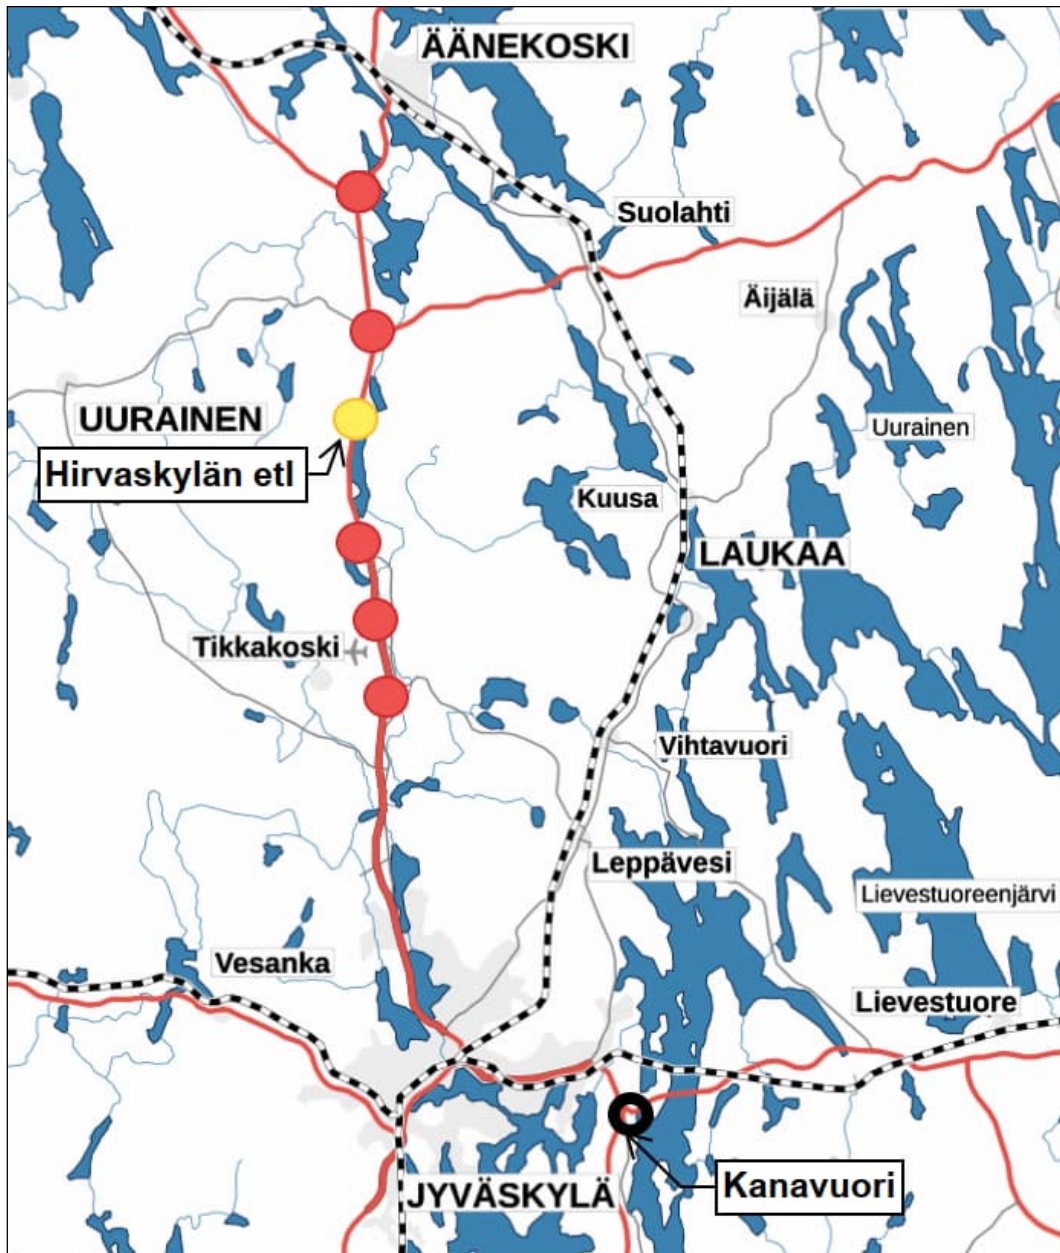 ÄÄNEKOSKI
Suolahti
Äijälä
UURAINEN
Uurainen
Hirvaskylän etl
Kuusa
LAUKAA
Tikkakoski
Vihtavuori
Leppävesi
Lievestuoreenjärvi
Vesanka
Lievestuore
Kanavuori
JYVÄSKYLÄ